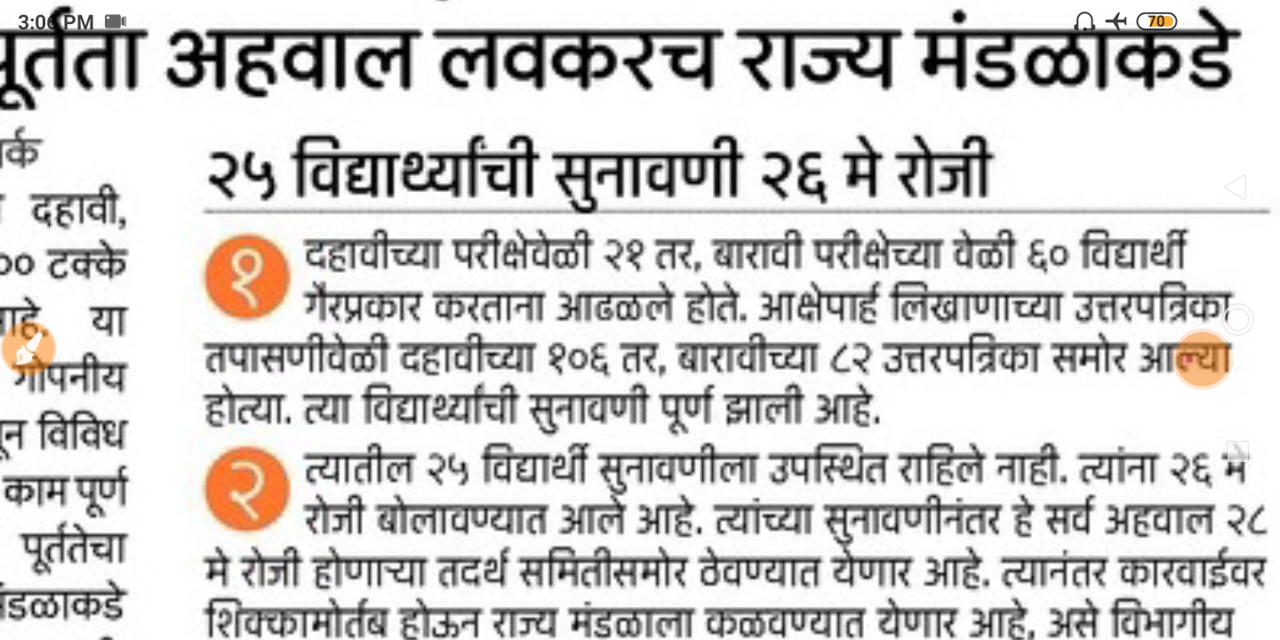 3:06 PM
70
पूर्तता अहवाल लवकरच राज्य मंडळाकडे
२५ विद्यार्थ्यांची सुनावणी २६ मे रोजी
१ दहावीच्या परीक्षेवेळी २१ तर, बारावी परीक्षेच्या वेळी ६० विद्यार्थी
गैरप्रकार करताना आढळले होते. आक्षेपार्ह लिखाणाच्या उत्तरपत्रिका
तपासणीवेळी दहावीच्या १०६ तर, बारावीच्या ८२ उत्तरपत्रिका समोर आल्या
होत्या. त्या विद्यार्थ्यांची सुनावणी पूर्ण झाली आहे.
२ त्यातील २५ विद्यार्थी सुनावणीला उपस्थित राहिले नाही. त्यांना २६ मे
रोजी बोलावण्यात आले आहे. त्यांच्या सुनावणीनंतर हे सर्व अहवाल २८
मे रोजी होणाऱ्या तदर्थ समितीसमोर ठेवण्यात येणार आहे. त्यानंतर कारवाईवर
शिक्कामोर्तब होऊन राज्य मंडळाला कळवण्यात येणार आहे, असे विभागीय
दहावी,
टक्के
या
गोपनीय
विविध
काम पूर्ण
पूर्ततेचा